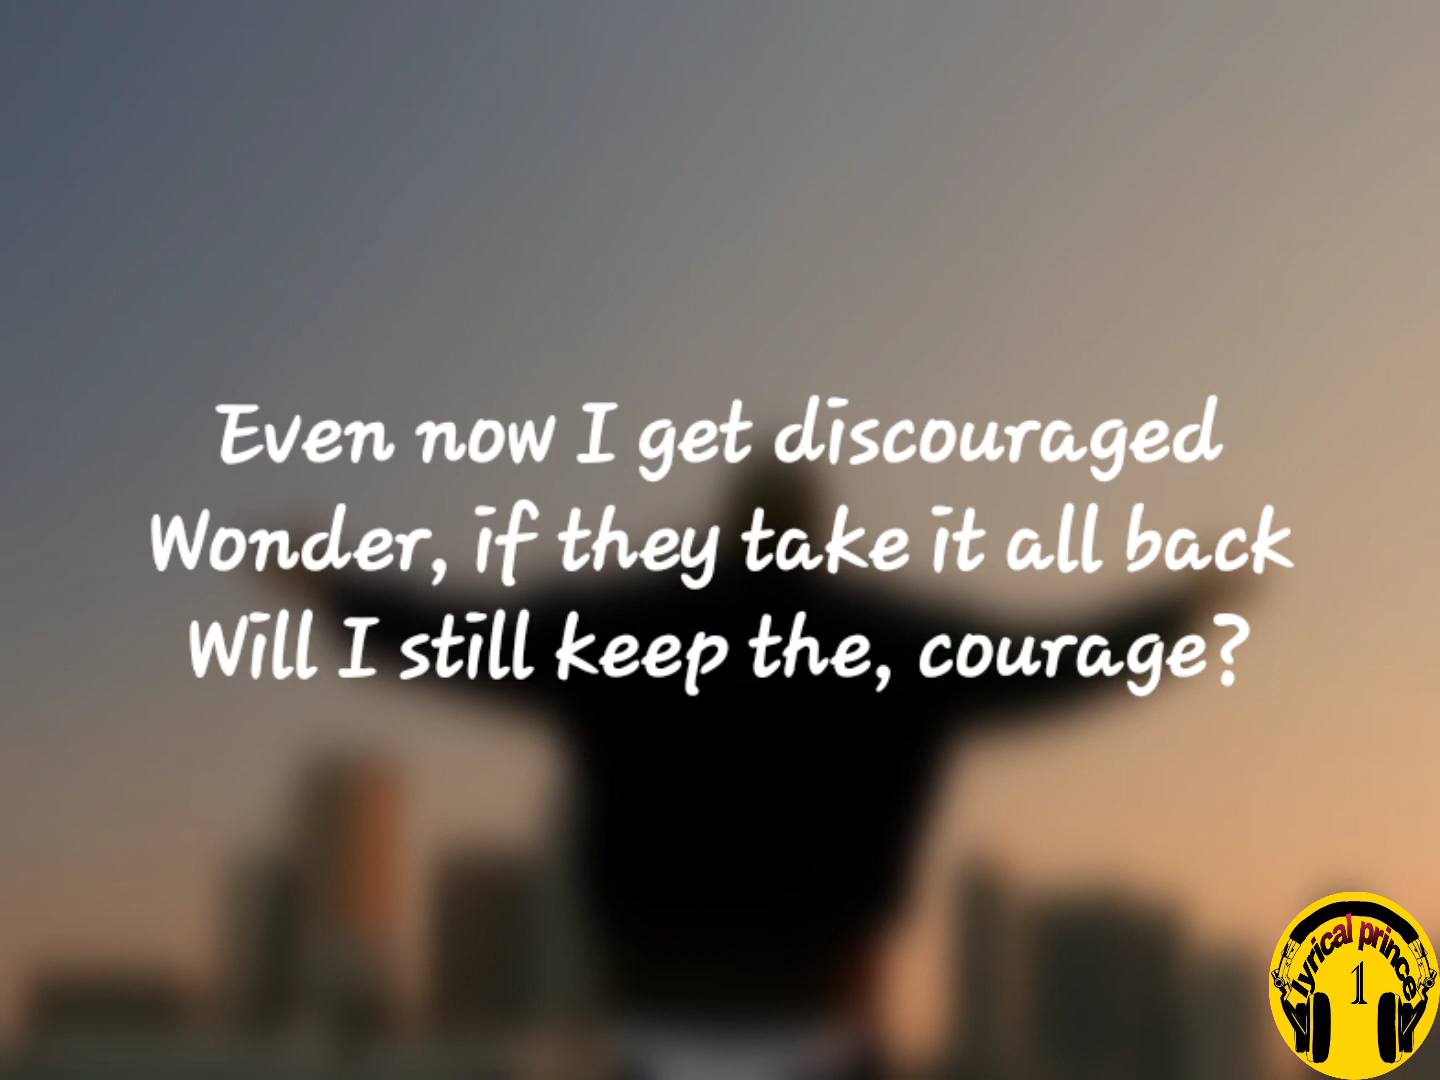 Even now I get discouraged
Wonder, if they take it all back
Will I still keep the, courage?
lyrical prince
1